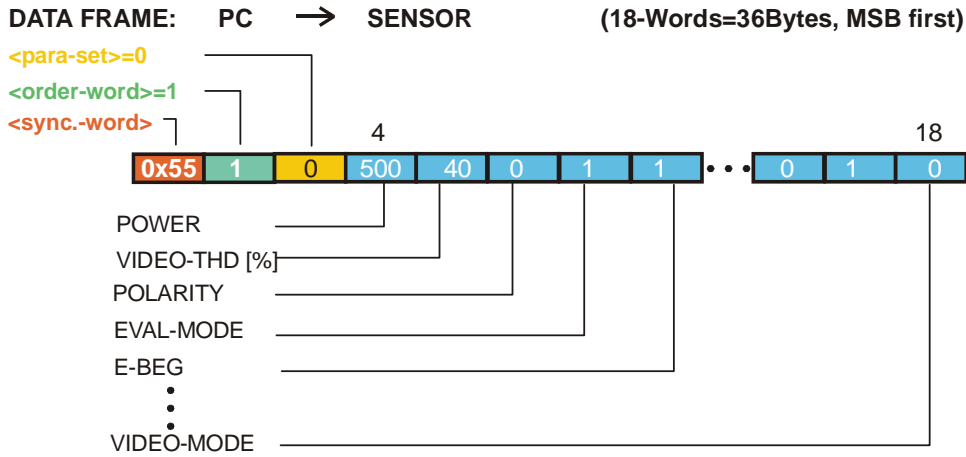 DATA FRAME: PC → SENSOR (18-Words=36Bytes, MSB first)
<para-set>=0
<order-word>=1
<sync.-word>
4 18
0x55 1 0 500 40 0 1 1 ••• 0 1 0
POWER
VIDEO-THD [%]
POLARITY
EVAL-MODE
E-BEG
VIDEO-MODE